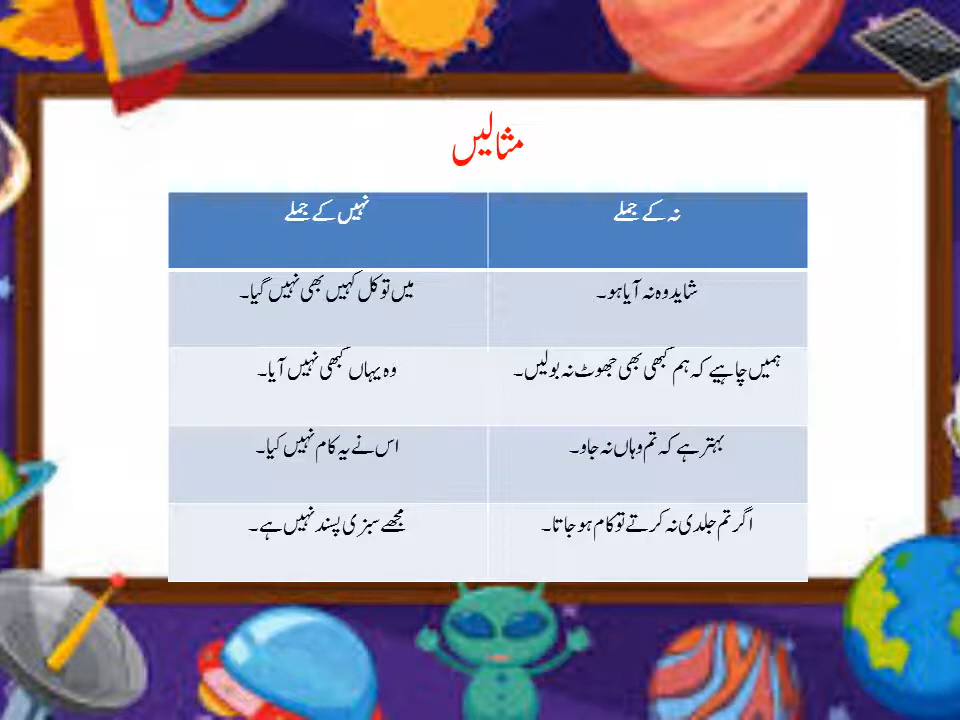 مثالیں
نہ کے جملے	نہیں کے جملے
شاید وہ نہ آیا ہو۔	میں تو کل کہیں بھی نہیں گیا۔
ہمیں چاہیے کہ ہم کبھی بھی جھوٹ نہ بولیں۔	وہ یہاں کبھی نہیں آیا۔
بہتر ہے کہ تم وہاں نہ جاو۔	اس نے یہ کام نہیں کیا۔
اگر تم جلدی نہ کرتے تو کام ہو جاتا۔	مجھے سبزی پسند نہیں ہے۔